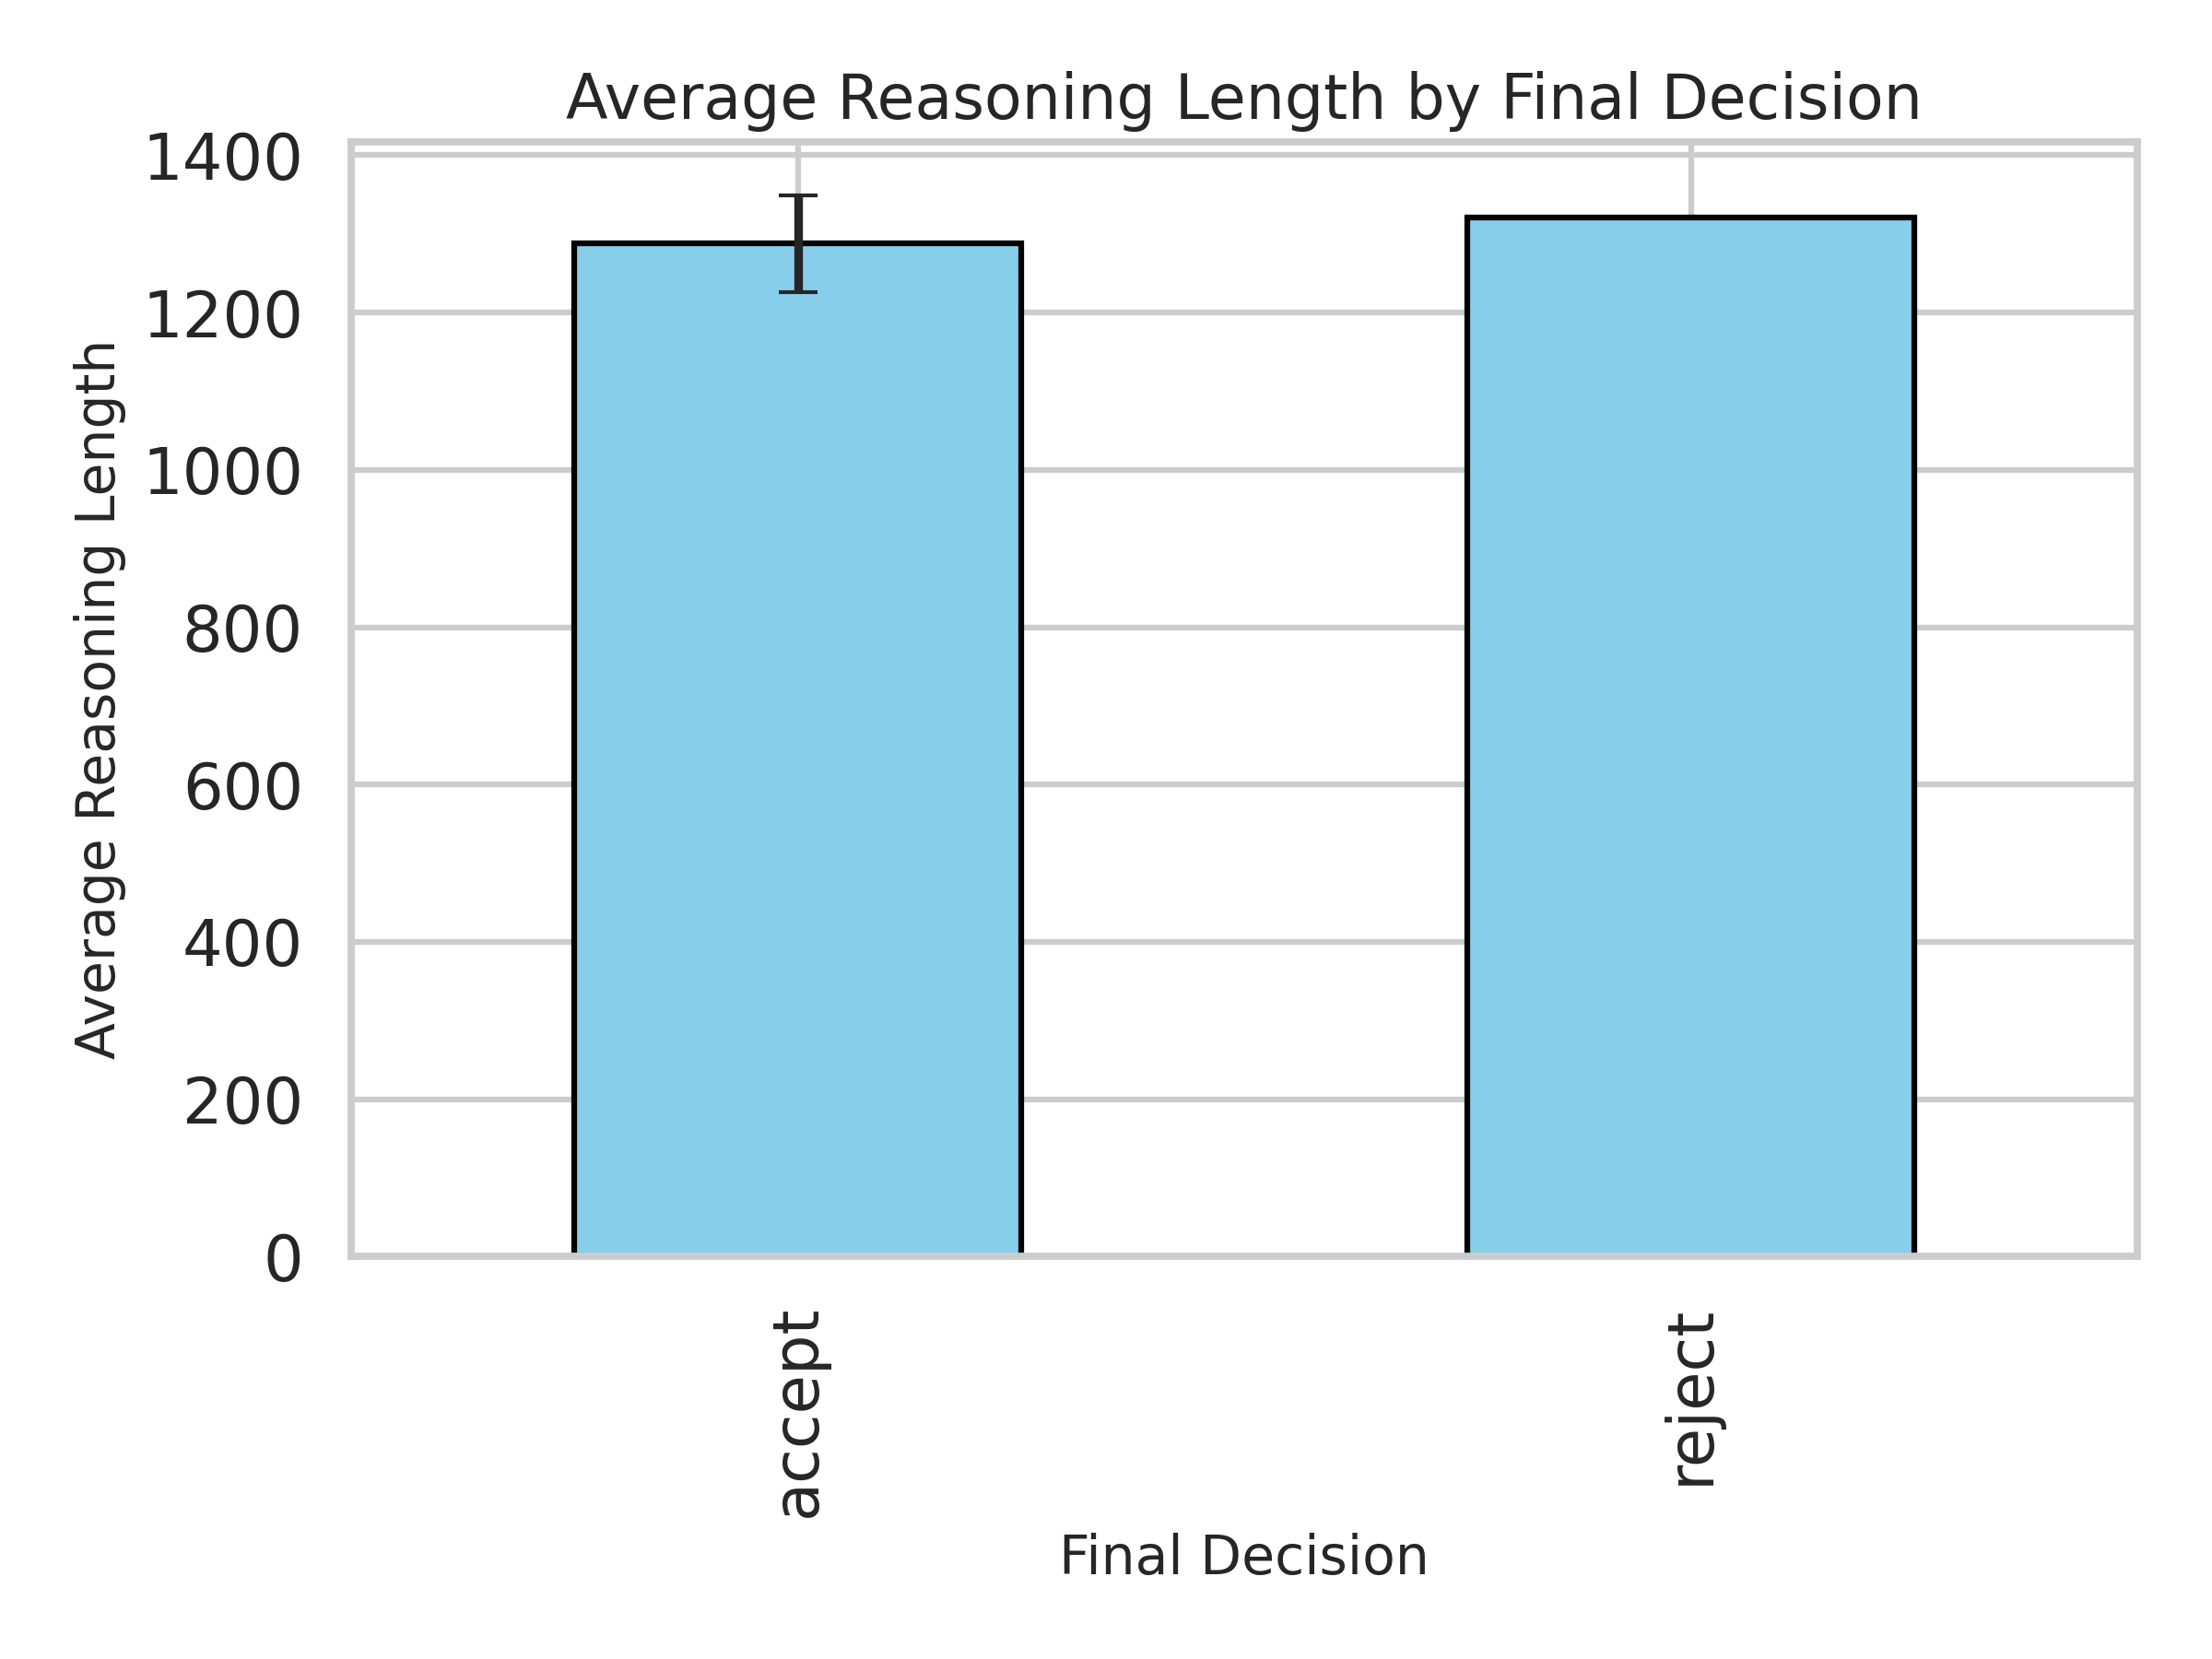 Average Reasoning Length by Final Decision
1400
1200
1000
800
600
400
200
0
Average Reasoning Length
accept
reject
Final Decision